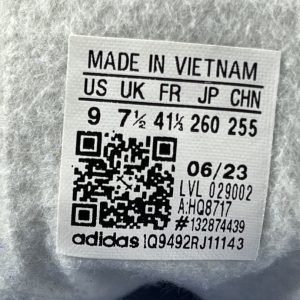 MADE IN VIETNAM
US UK FR JP CHN
9 7½ 41⅓ 260 255
06/23
LVL 029002
A:HQ8717
#132874439
adidas IQ9492RJ11143